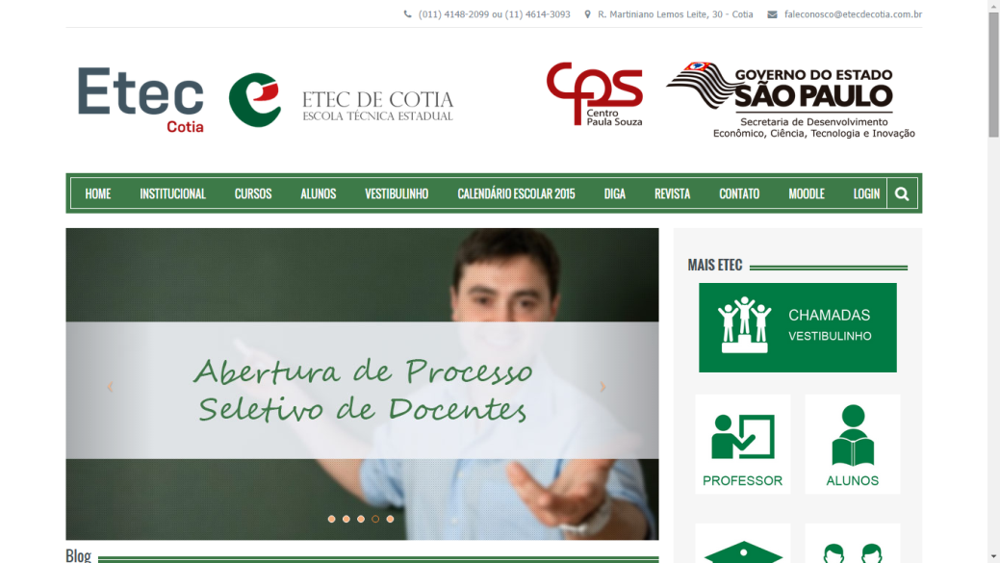 (011) 4148-2099 ou (11) 4614-3093 R. Martiniano Lemos Leite, 30 - Cotia faleconosco@etecdecotia.com.br
Etec
Cotia
ETEC DE COTIA
ESCOLA TÉCNICA ESTADUAL
CPS
Centro
Paula Souza
GOVERNO DO ESTADO
SÃO PAULO
Secretaria de Desenvolvimento
Econômico, Ciência, Tecnologia e Inovação
HOME INSTITUCIONAL CURSOS ALUNOS VESTIBULINHO CALENDÁRIO ESCOLAR 2015 DIGA REVISTA CONTATO MOODLE LOGIN
Abertura de Processo
Seletivo de Docentes
Blog
MAIS ETEC
CHAMADAS
VESTIBULINHO
PROFESSOR
ALUNOS